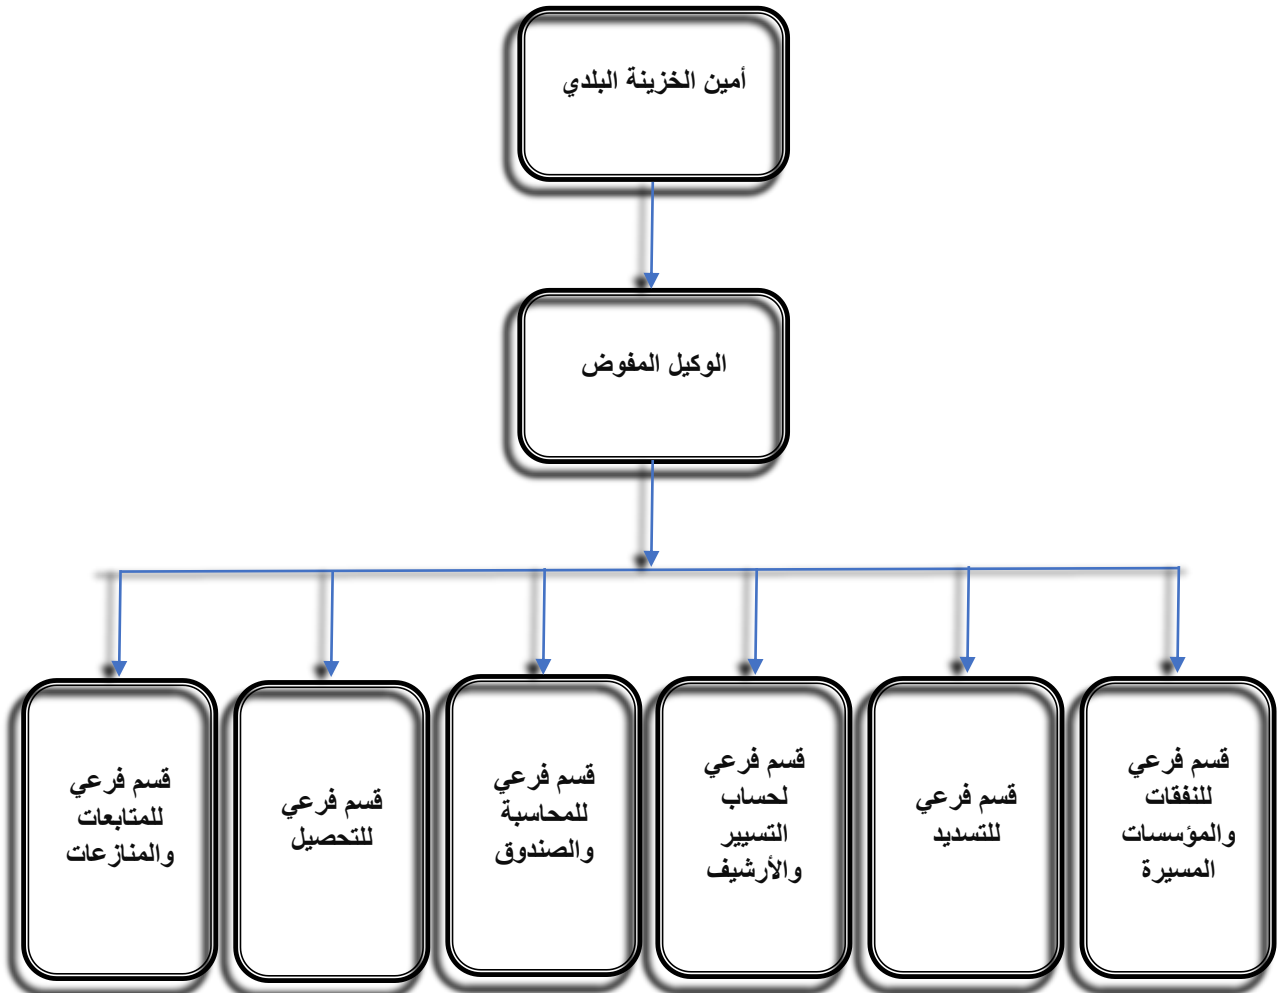 أمين الخزينة البلدي
الوكيل المفوض
قسم فرعي
للنفقات
والمؤسسات
المسيرة
قسم فرعي
للتسديد
قسم فرعي
لحساب
التسيير
والأرشيف
قسم فرعي
للمحاسبة
والصندوق
قسم فرعي
للتحصيل
قسم فرعي
للمتابعات
والمنازعات